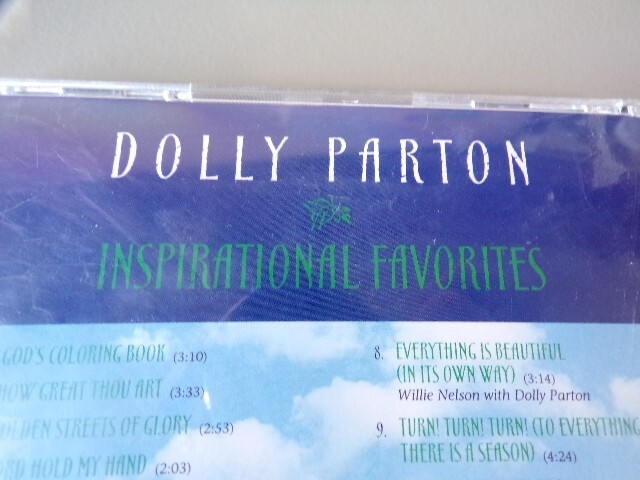 DOLLY PARTON
INSPIRATIONAL FAVORITES
GOD'S COLORING BOOK (3:10)
HOW GREAT THOU ART (3:33)
GOLDEN STREETS OF GLORY (2:53)
LORD HOLD MY HAND (2:03)
8. EVERYTHING IS BEAUTIFUL
(IN ITS OWN WAY) (3:14)
Willie Nelson with Dolly Parton
9. TURN! TURN! TURN! (TO EVERYTHING
THERE IS A SEASON) (4:24)